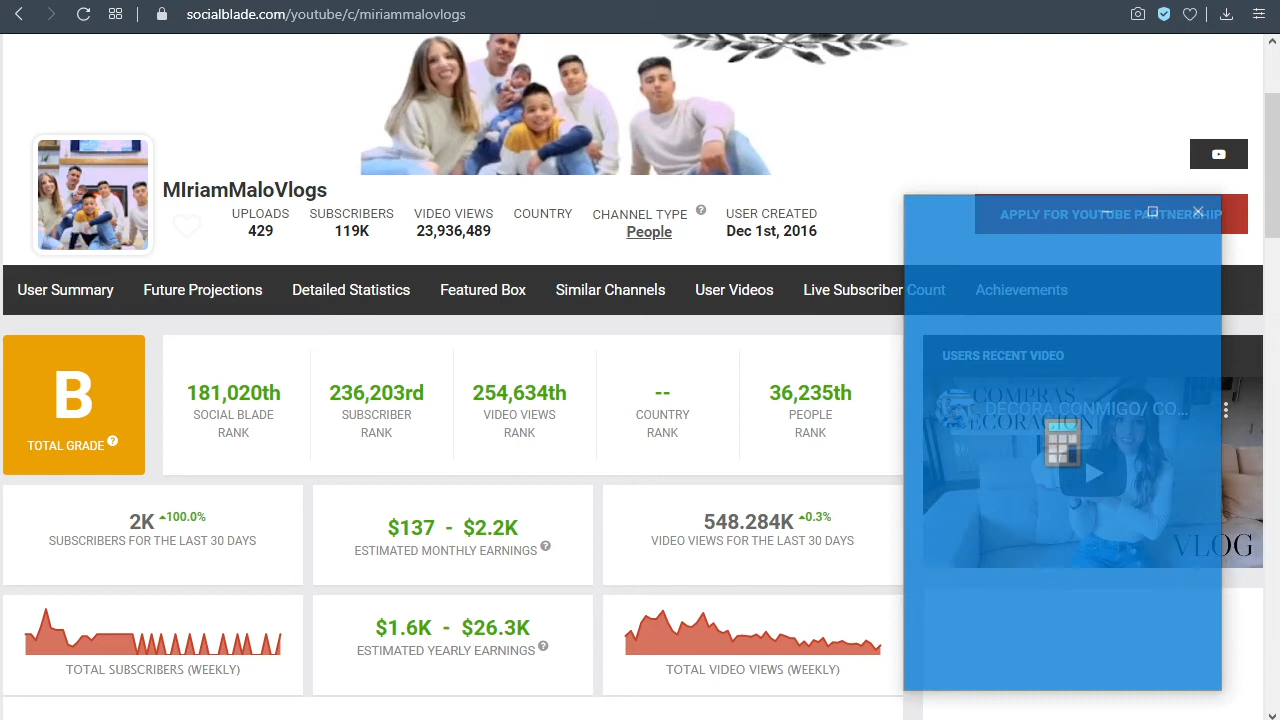 socialblade.com/youtube/c/miriammalovlogs
MIriamMaloVlogs
UPLOADS
429
SUBSCRIBERS
119K
VIDEO VIEWS
23,936,489
COUNTRY
CHANNEL TYPE
People
USER CREATED
Dec 1st, 2016
APPLY FOR YOUTUBE PARTNERSHIP
User Summary
Future Projections
Detailed Statistics
Featured Box
Similar Channels
User Videos
Live Subscriber Count
Achievements
B
TOTAL GRADE
181,020th
SOCIAL BLADE
RANK
236,203rd
SUBSCRIBER
RANK
254,634th
VIDEO VIEWS
RANK
--
COUNTRY
RANK
36,235th
PEOPLE
RANK
USERS RECENT VIDEO
COMPRAS
DECORA CONMIGO/ CO...
DECORACIÓN
VLOG
2K 100.0%
SUBSCRIBERS FOR THE LAST 30 DAYS
$137 - $2.2K
ESTIMATED MONTHLY EARNINGS
548.284K 0.3%
VIDEO VIEWS FOR THE LAST 30 DAYS
TOTAL SUBSCRIBERS (WEEKLY)
$1.6K - $26.3K
ESTIMATED YEARLY EARNINGS
TOTAL VIDEO VIEWS (WEEKLY)